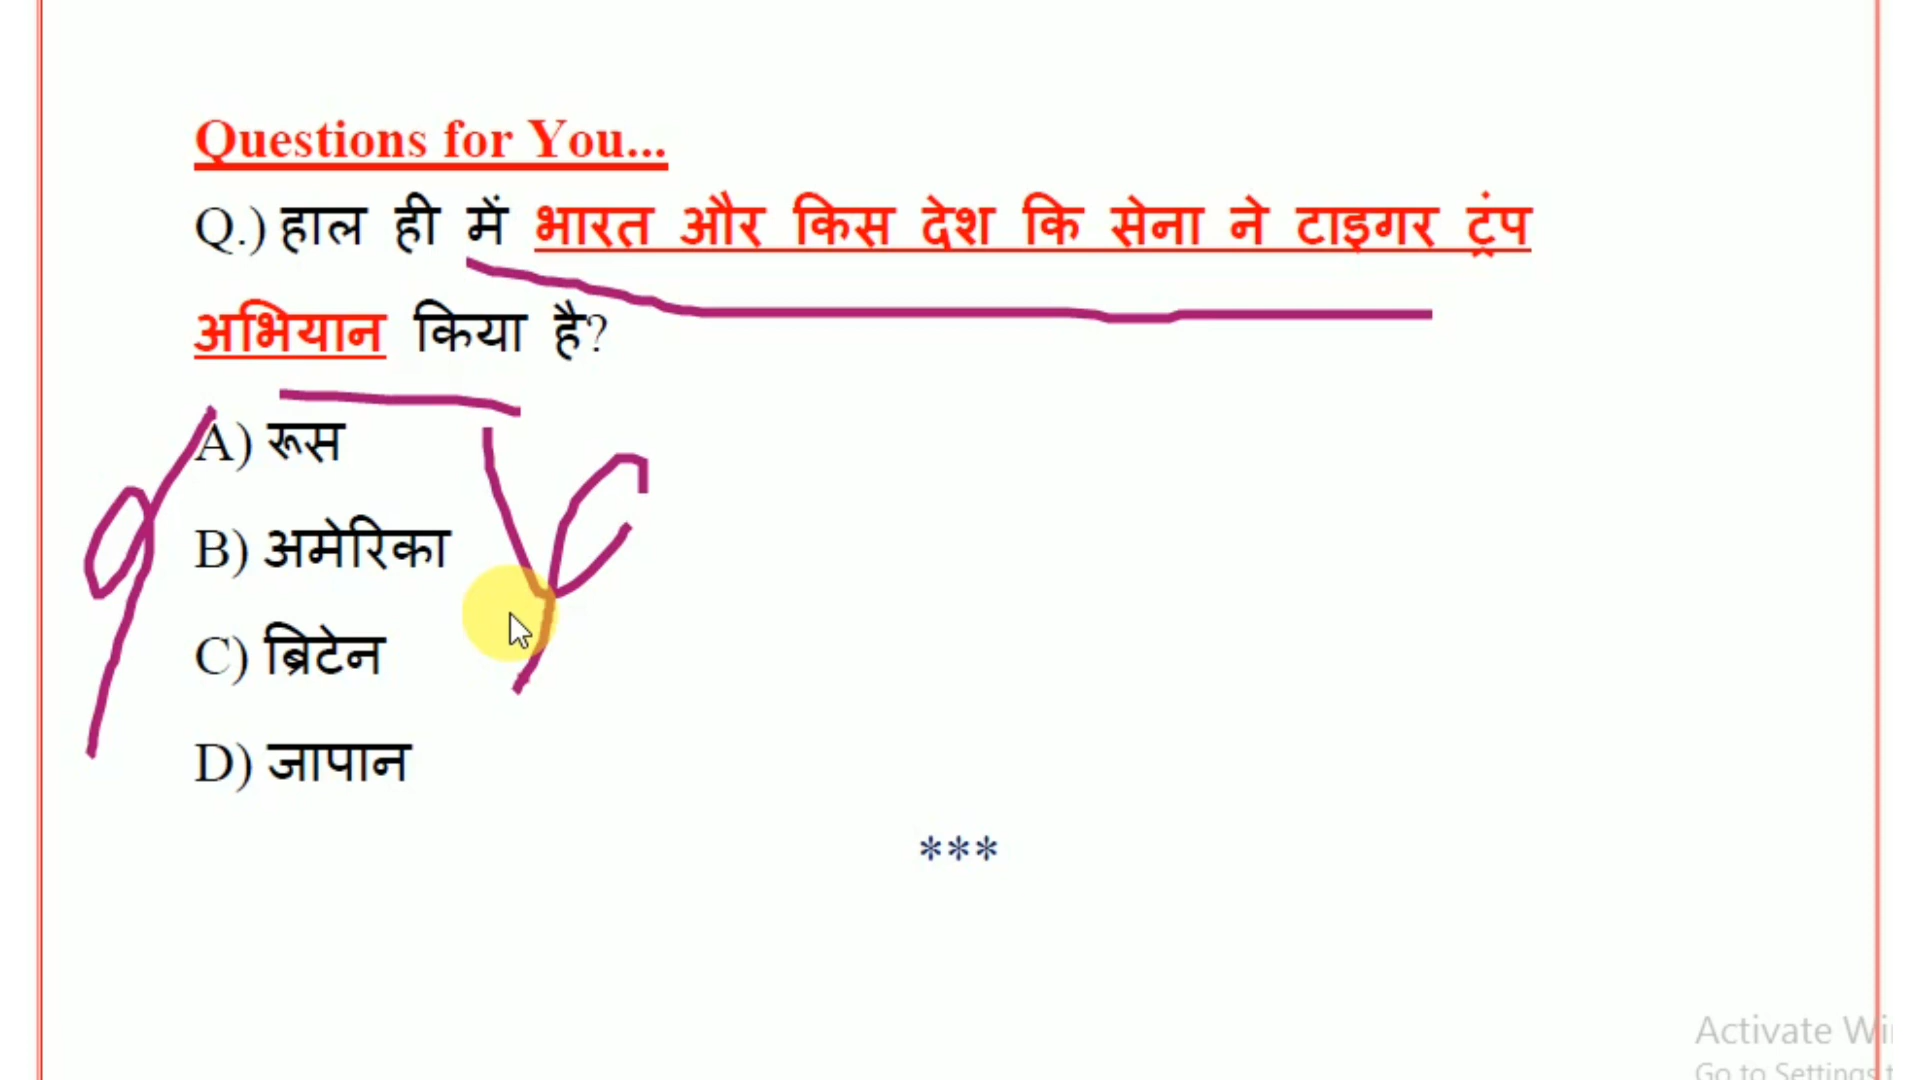 Questions for You...
Q.) हाल ही में भारत और किस देश कि सेना ने टाइगर ट्रंप
अभियान किया है?
A) रूस
B) अमेरिका
C) ब्रिटेन
D) जापान
***
Activate Wi
Go to Settings t